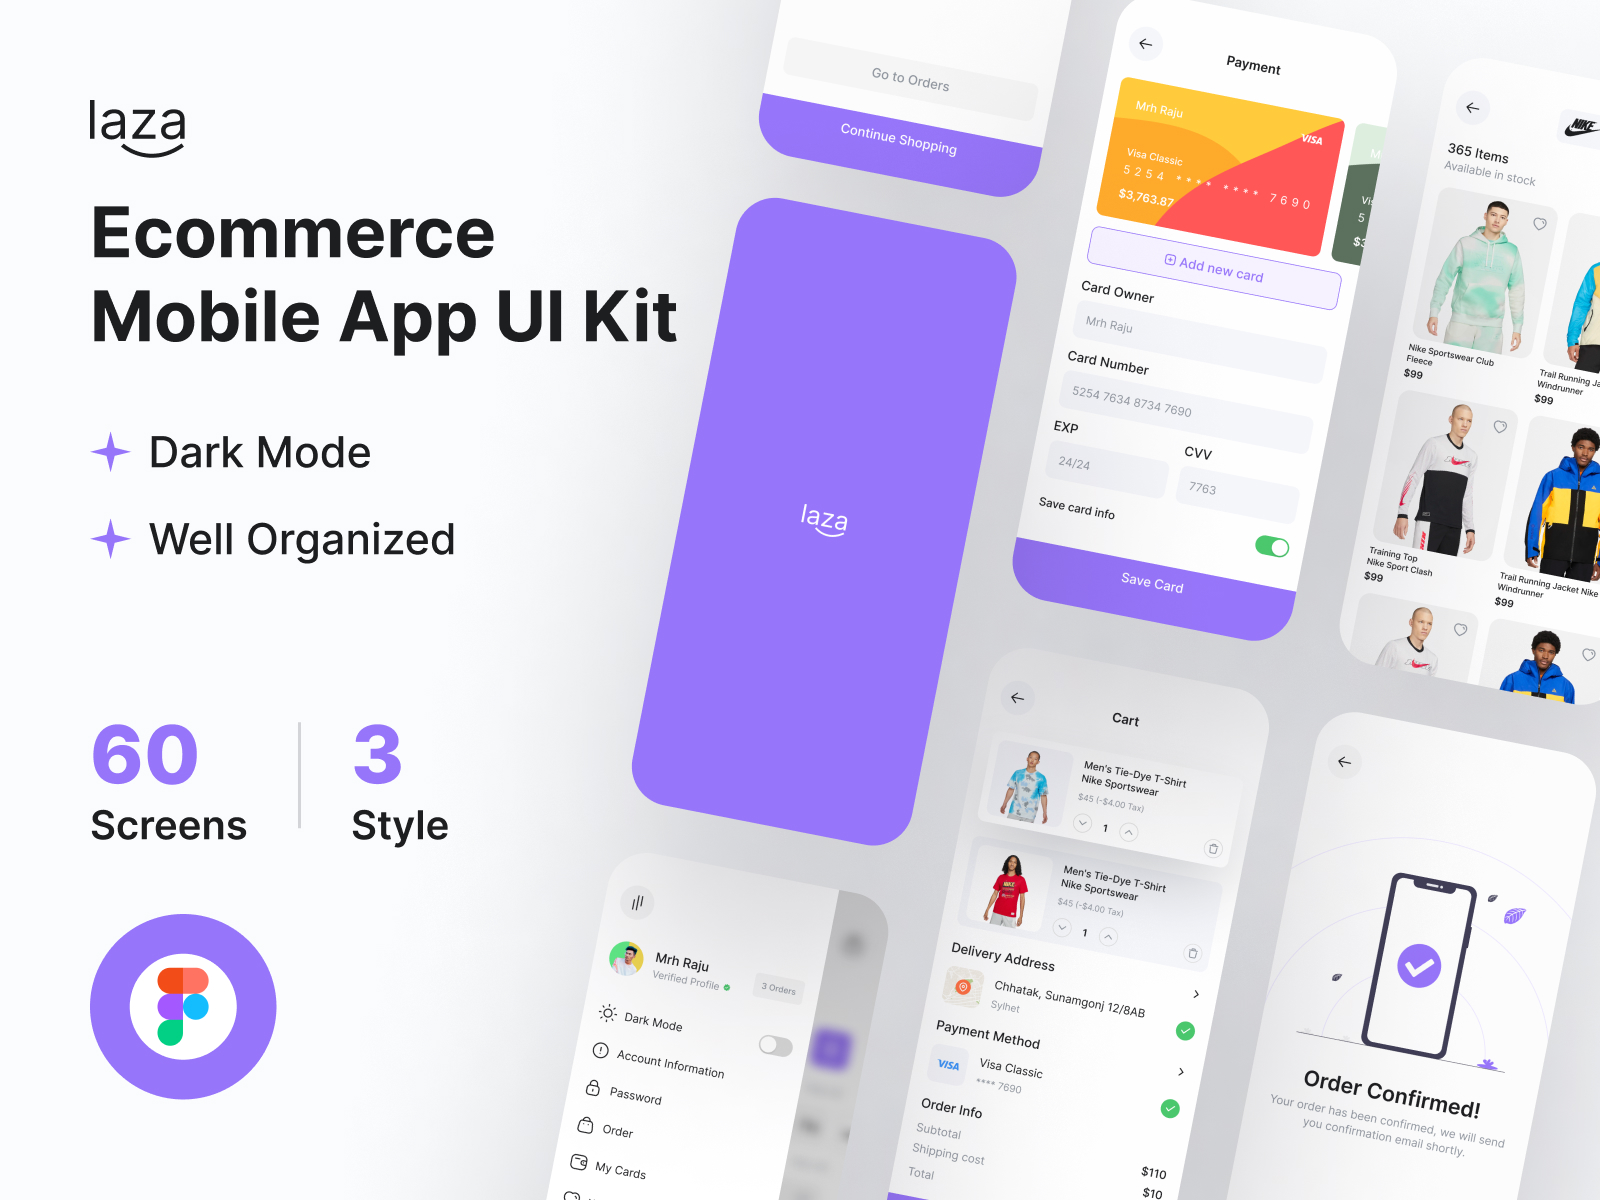 laza
Ecommerce
Mobile App UI Kit
Dark Mode
Well Organized
60
Screens
3
Style
Go to Orders
Continue Shopping
laza
Payment
Mrh Raju
VISA
Visa Classic
5254 **** **** 7690
$3,763.87
M
Vis
5
$3
Add new card
Card Owner
Mrh Raju
Card Number
5254 7634 8734 7690
EXP
CVV
24/24
7763
Save card info
Save Card
NIKE
365 Items
Available in stock
Nike Sportswear Club
Fleece
$99
Trail Running Ja
Windrunner
$99
Training Top
Nike Sport Clash
$99
Trail Running Jacket Nike
Windrunner
$99
Cart
Men's Tie-Dye T-Shirt
Nike Sportswear
$45 (-$4.00 Tax)
1
Men's Tie-Dye T-Shirt
Nike Sportswear
$45 (-$4.00 Tax)
1
Delivery Address
Chhatak, Sunamgonj 12/8AB
Sylhet
Payment Method
VISA
Visa Classic
**** 7690
Order Info
Subtotal
$110
Shipping cost
$10
Total
Mrh Raju
Verified Profile
3 Orders
Dark Mode
Account Information
Password
Order
My Cards
Order Confirmed!
Your order has been confirmed, we will send
you confirmation email shortly.